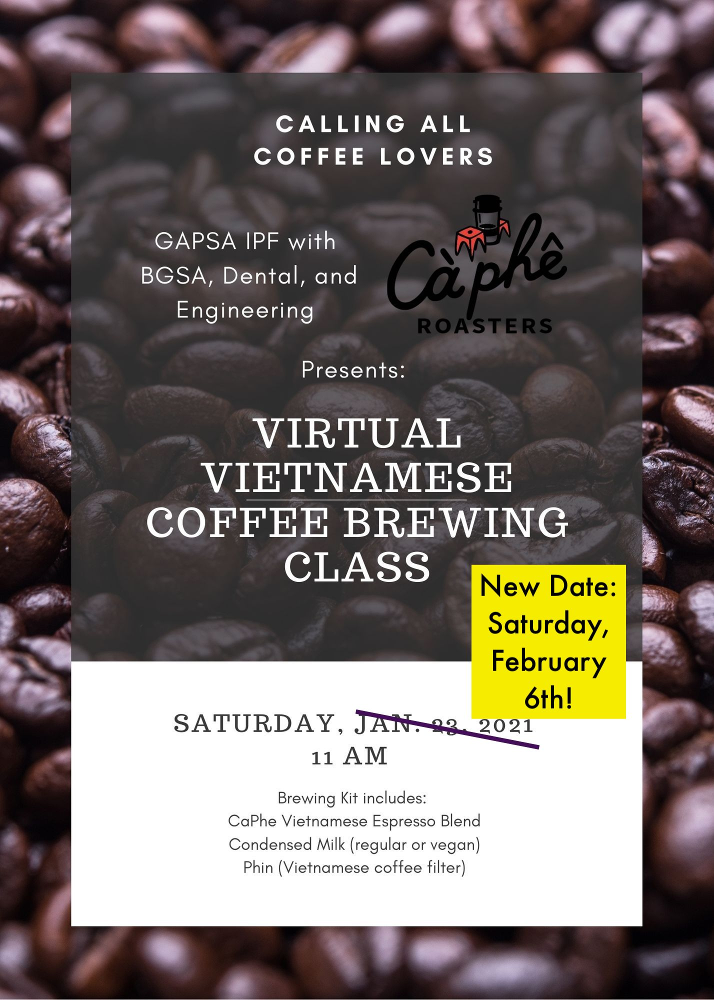 CALLING ALL
COFFEE LOVERS
GAPSA IPF with
BGSA, Dental, and
Engineering
Càphê
ROASTERS
Presents:
VIRTUAL
VIETNAMESE
COFFEE BREWING
CLASS
New Date:
Saturday,
February
6th!
SATURDAY, JAN. 23, 2021
11 AM
Brewing Kit includes:
CaPhe Vietnamese Espresso Blend
Condensed Milk (regular or vegan)
Phin (Vietnamese coffee filter)